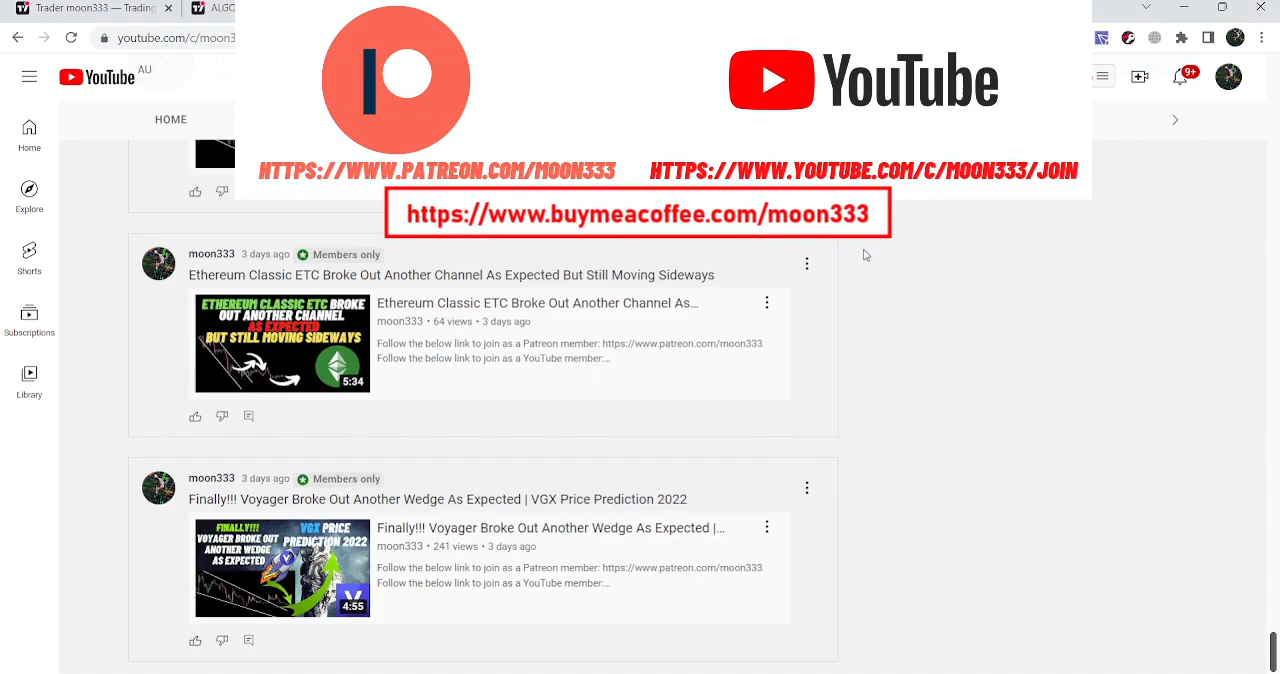 Trader moon333 — Trading
ALGO
youtube.com/c/moon3
YouTube
AU
9+
HOME
YouTube
HTTPS://WWW.PATREON.COM/MOON333
HTTPS://WWW.YOUTUBE.COM/C/MOON333/JOIN
https://www.buymeacoffee.com/moon333
Home
Explore
Shorts
Subscriptions
Library
moon333 3 days ago Members only
Ethereum Classic ETC Broke Out Another Channel As Expected But Still Moving Sideways
ETHEREUM CLASSIC ETC BROKE
OUT ANOTHER CHANNEL
AS EXPECTED
BUT STILL MOVING SIDEWAYS
5:34
Ethereum Classic ETC Broke Out Another Channel As...
moon333 • 64 views • 3 days ago
Follow the below link to join as a Patreon member: https://www.patreon.com/moon333
Follow the below link to join as a YouTube member:...
moon333 3 days ago Members only
Finally!!! Voyager Broke Out Another Wedge As Expected | VGX Price Prediction 2022
FINALLY!!!
VOYAGER BROKE OUT
ANOTHER WEDGE
AS EXPECTED
VGX PRICE
PREDICTION 2022
4:55
Finally!!! Voyager Broke Out Another Wedge As Expected |...
moon333 • 241 views • 3 days ago
Follow the below link to join as a Patreon member: https://www.patreon.com/moon333
Follow the below link to join as a YouTube member:...